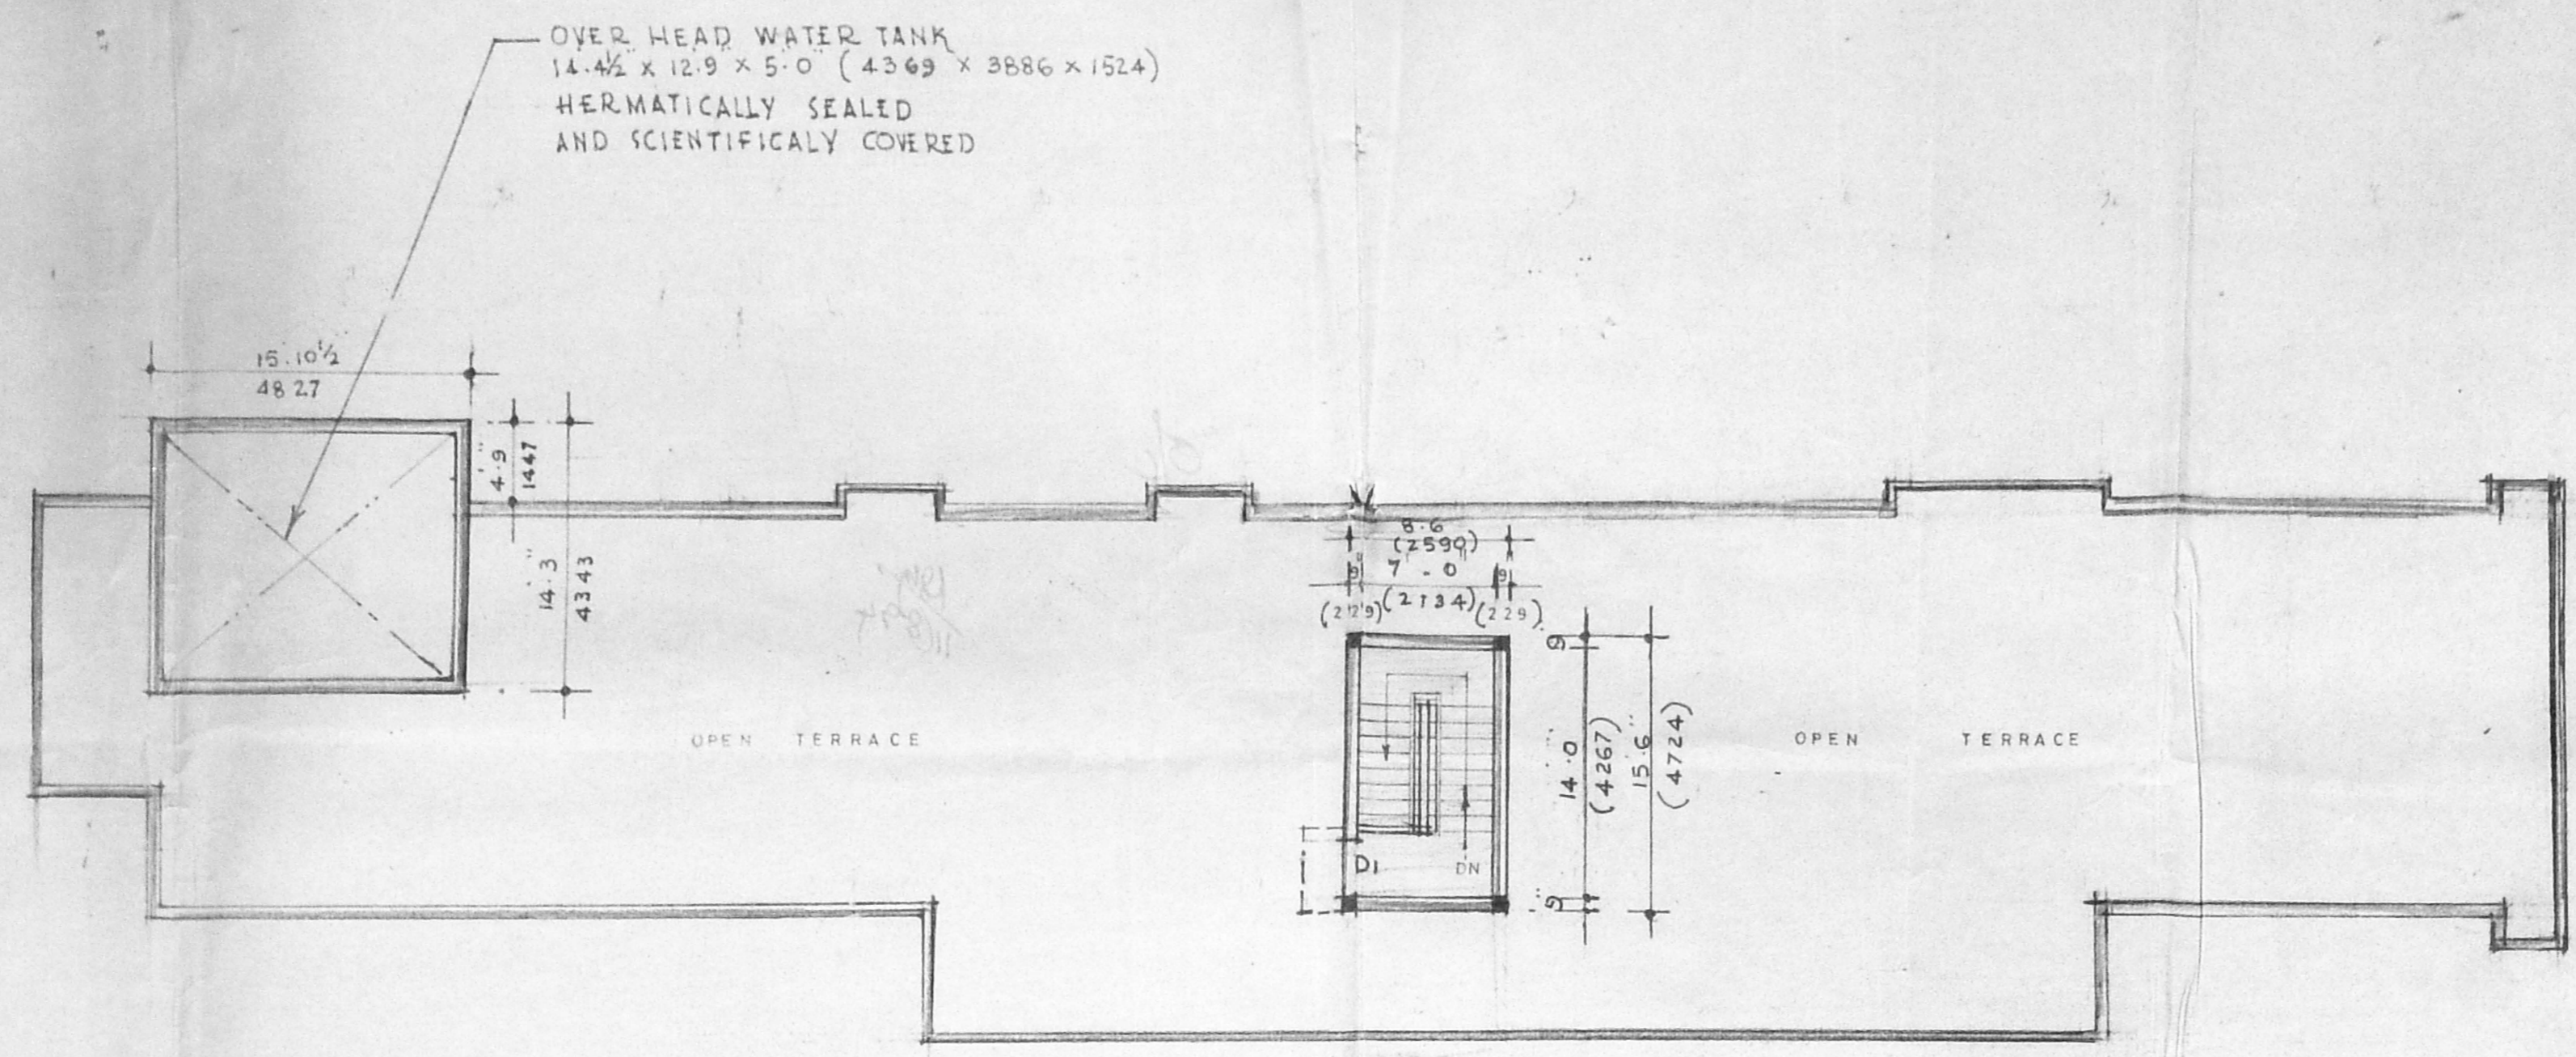 OVER HEAD WATER TANK
14'.4½" x 12'.9" x 5'.0" (4369 x 3886 x 1524)
HERMATICALLY SEALED
AND SCIENTIFICALY COVERED
15'.10½"
4827
4'.9"
1447
14'.3"
4343
8'.6"
(2590)
9" 7'-0" 9"
(229) (2134) (229)
9"
14'.0"
(4267)
15'.6"
(4724)
9"
OPEN TERRACE
OPEN TERRACE
D1
DN